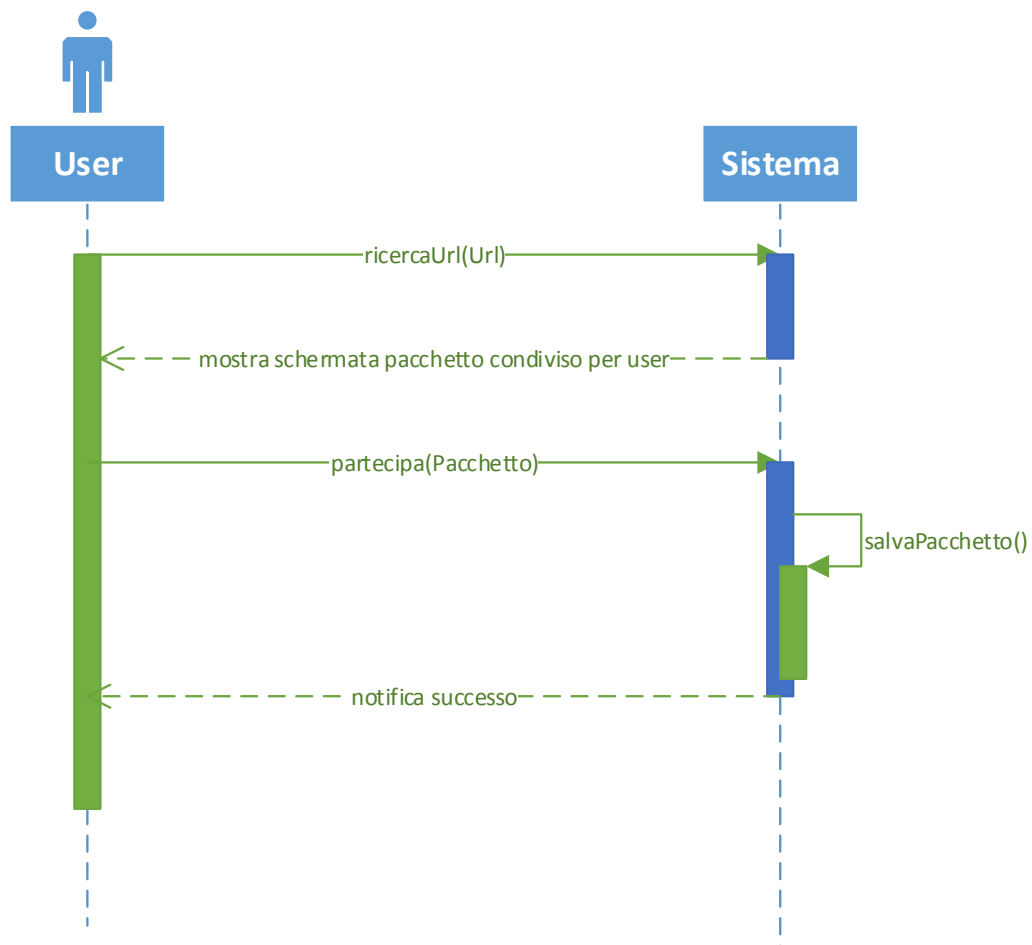 User
Sistema
ricercaUrl(Url)
mostra schermata pacchetto condiviso per user
partecipa(Pacchetto)
salvaPacchetto()
notifica successo